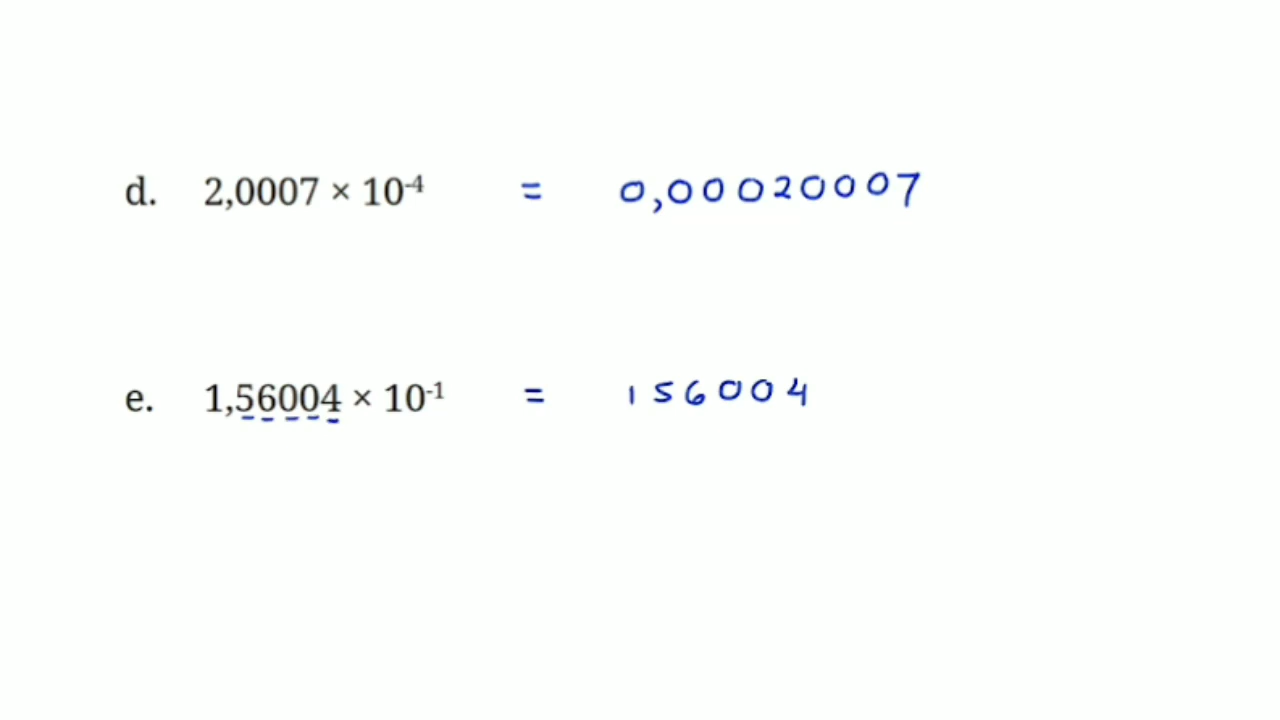 d. 2,0007 × 10⁻⁴ = 0,00020007
e. 1,56004 × 10⁻¹ = 156004